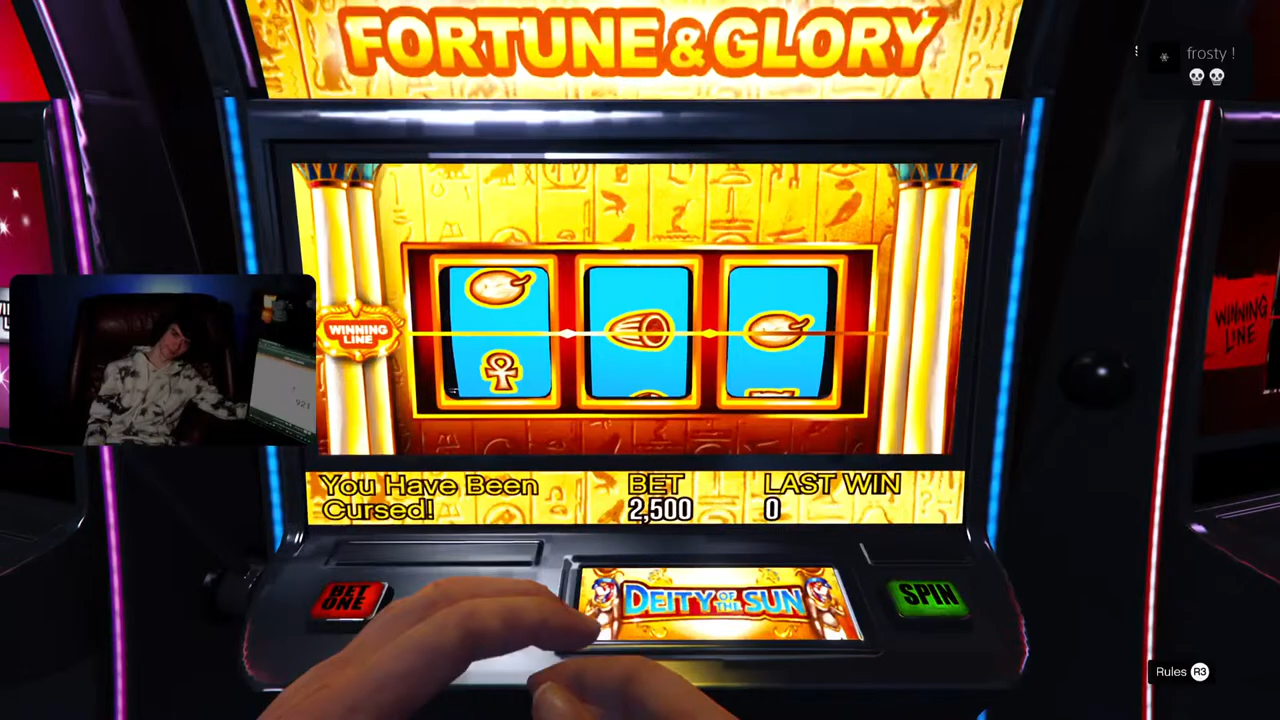 FORTUNE & GLORY
frosty !
WINNING
LINE
You Have Been
Cursed!
BET
2,500
LAST WIN
0
BET
ONE
DEITY OF THE SUN
SPIN
WINNING
LINE
Rules R3